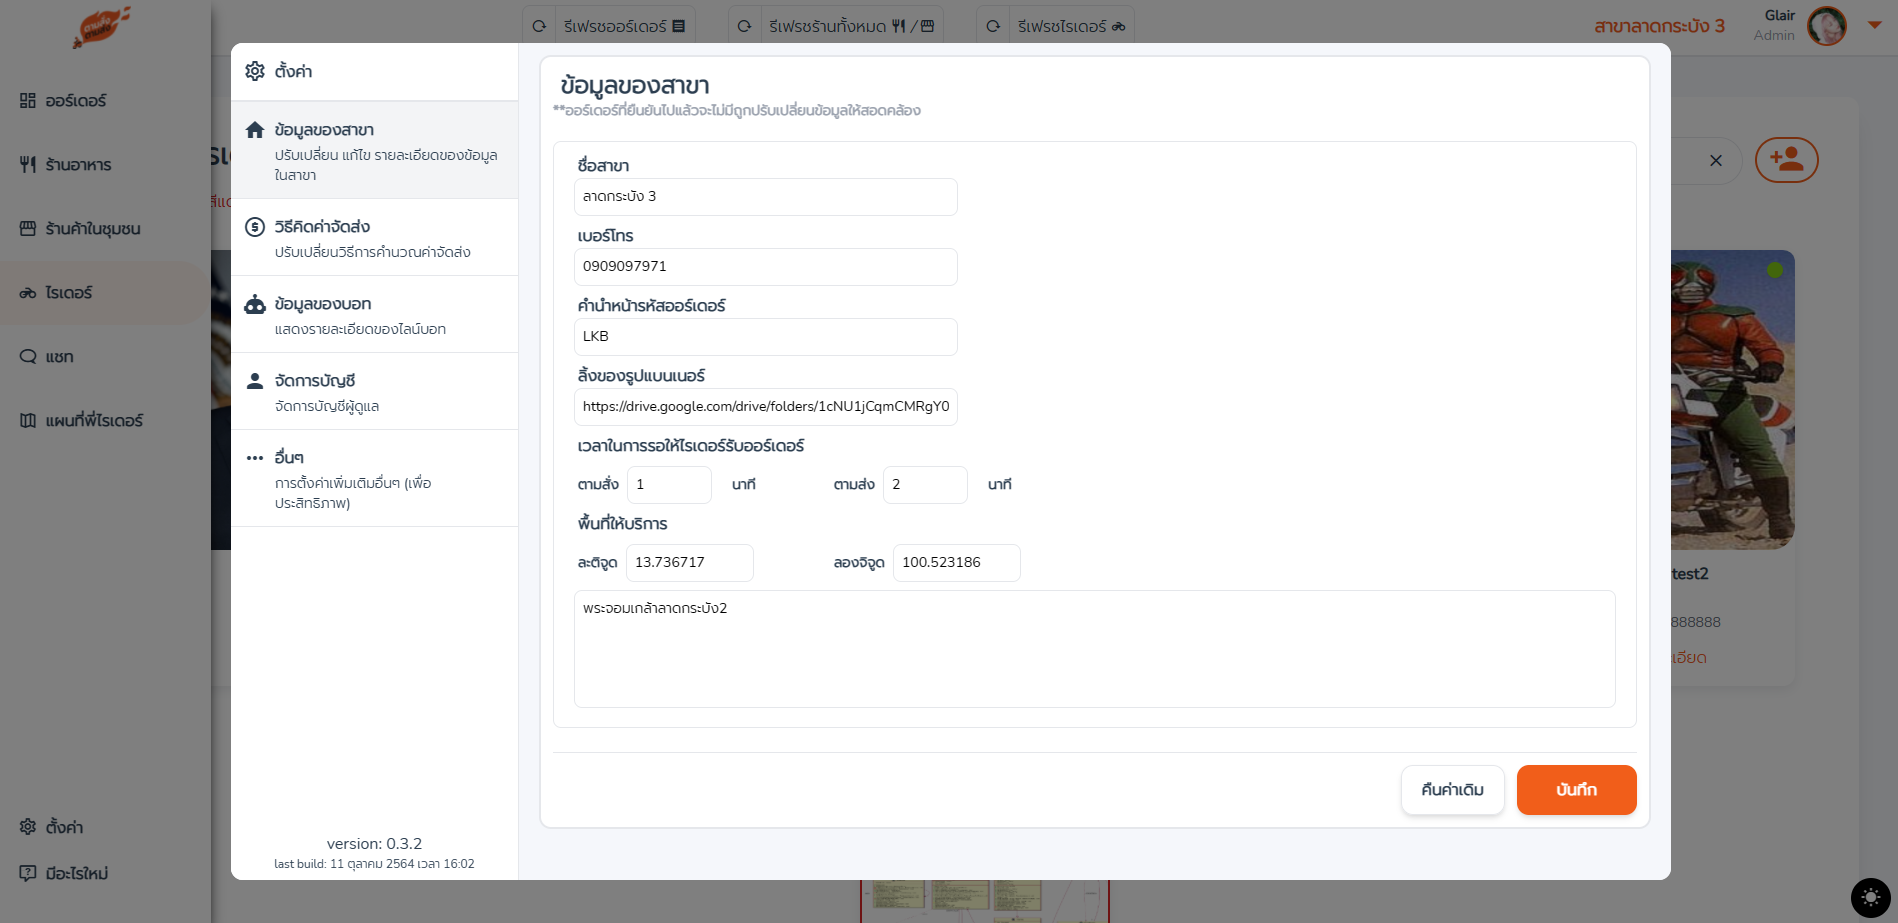 ตามสั่ง
ตามส่ง
รีเฟรชออร์เดอร์
รีเฟรชร้านทั้งหมด /
รีเฟรชไรเดอร์
สาขาลาดกระบัง 3
Glair
Admin
ออร์เดอร์
ร้านอาหาร
ร้านค้าในชุมชน
ไรเดอร์
แชท
แผนที่พี่ไรเดอร์
ตั้งค่า
มีอะไรใหม่
ตั้งค่า
ข้อมูลของสาขา
ปรับเปลี่ยน แก้ไข รายละเอียดของข้อมูล
ในสาขา
วิธีคิดค่าจัดส่ง
ปรับเปลี่ยนวิธีการคำนวณค่าจัดส่ง
ข้อมูลของบอท
แสดงรายละเอียดของไลน์บอท
จัดการบัญชี
จัดการบัญชีผู้ดูแล
อื่นๆ
การตั้งค่าเพิ่มเติมอื่นๆ (เพื่อ
ประสิทธิภาพ)
version: 0.3.2
last build: 11 ตุลาคม 2564 เวลา 16:02
ข้อมูลของสาขา
**ออร์เดอร์ที่ยืนยันไปแล้วจะไม่มีถูกปรับเปลี่ยนข้อมูลให้สอดคล้อง
ชื่อสาขา
ลาดกระบัง 3
เบอร์โทร
0909097971
คำนำหน้ารหัสออร์เดอร์
LKB
ลิ้งของรูปแบนเนอร์
https://drive.google.com/drive/folders/1cNU1jCqmCMRgY0
เวลาในการรอให้ไรเดอร์รับออร์เดอร์
ตามสั่ง 1 นาที ตามส่ง 2 นาที
พื้นที่ให้บริการ
ละติจูด 13.736717 ลองจิจูด 100.523186
พระจอมเกล้าลาดกระบัง2
คืนค่าเดิม
บันทึก
test2
888888
เอียด